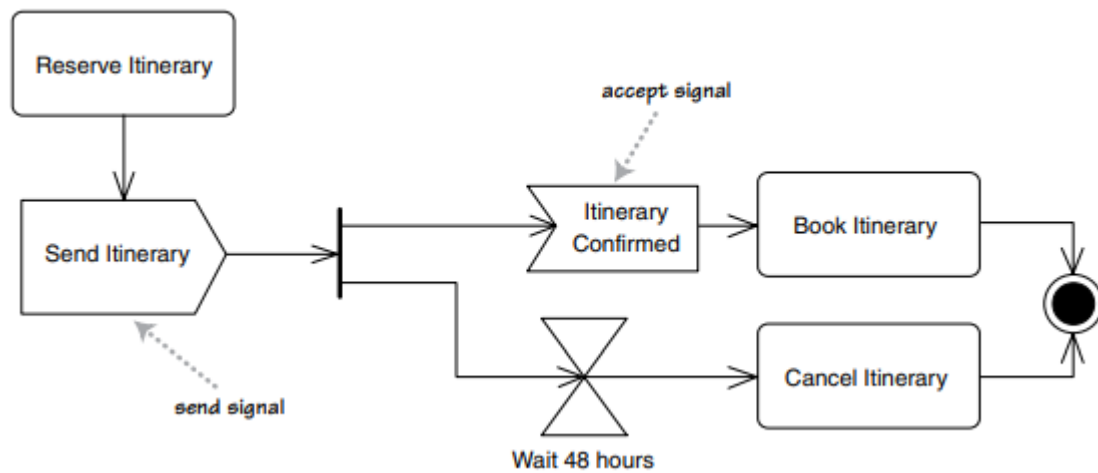 Reserve Itinerary
accept signal
Itinerary
Confirmed
Book Itinerary
Send Itinerary
send signal
Cancel Itinerary
Wait 48 hours